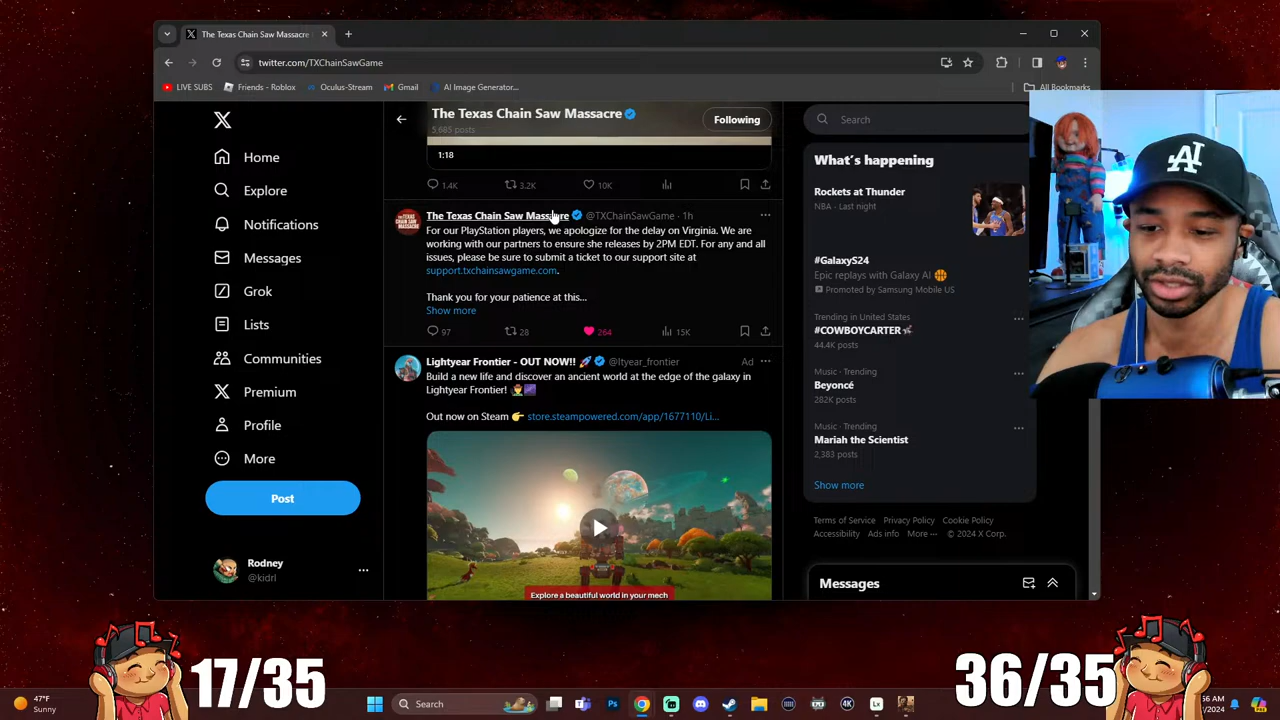 The Texas Chain Saw Massacre
twitter.com/TXChainSawGame
LIVE SUBS
Friends - Roblox
Oculus-Stream
Gmail
AI Image Generator...
All Bookmarks
The Texas Chain Saw Massacre
5,685 posts
Following
Search
1:18
1.4K 3.2K 10K
Home
Explore
Notifications
Messages
Grok
Lists
Communities
Premium
Profile
More
Post
Rodney
@kidri
The Texas Chain Saw Massacre @TXChainSawGame · 1h
For our PlayStation players, we apologize for the delay on Virginia. We are
working with our partners to ensure she releases by 2PM EDT. For any and all
issues, please be sure to submit a ticket to our support site at
support.txchainsawgame.com.
Thank you for your patience at this...
Show more
97 28 264 15K
Lightyear Frontier - OUT NOW!! 🚀 @ltyear_frontier Ad
Build a new life and discover an ancient world at the edge of the galaxy in
Lightyear Frontier!
Out now on Steam 👉 store.steampowered.com/app/1677110/Li...
Explore a beautiful world in your mech
What's happening
Rockets at Thunder
NBA · Last night
#GalaxyS24
Epic replays with Galaxy AI
Promoted by Samsung Mobile US
Trending in United States
#COWBOYCARTER
44.4K posts
Music · Trending
Beyoncé
282K posts
Music · Trending
Mariah the Scientist
2,383 posts
Show more
Terms of Service Privacy Policy Cookie Policy
Accessibility Ads info More ··· © 2024 X Corp.
Messages
17/35
36/35
47°F
Sunny
Search